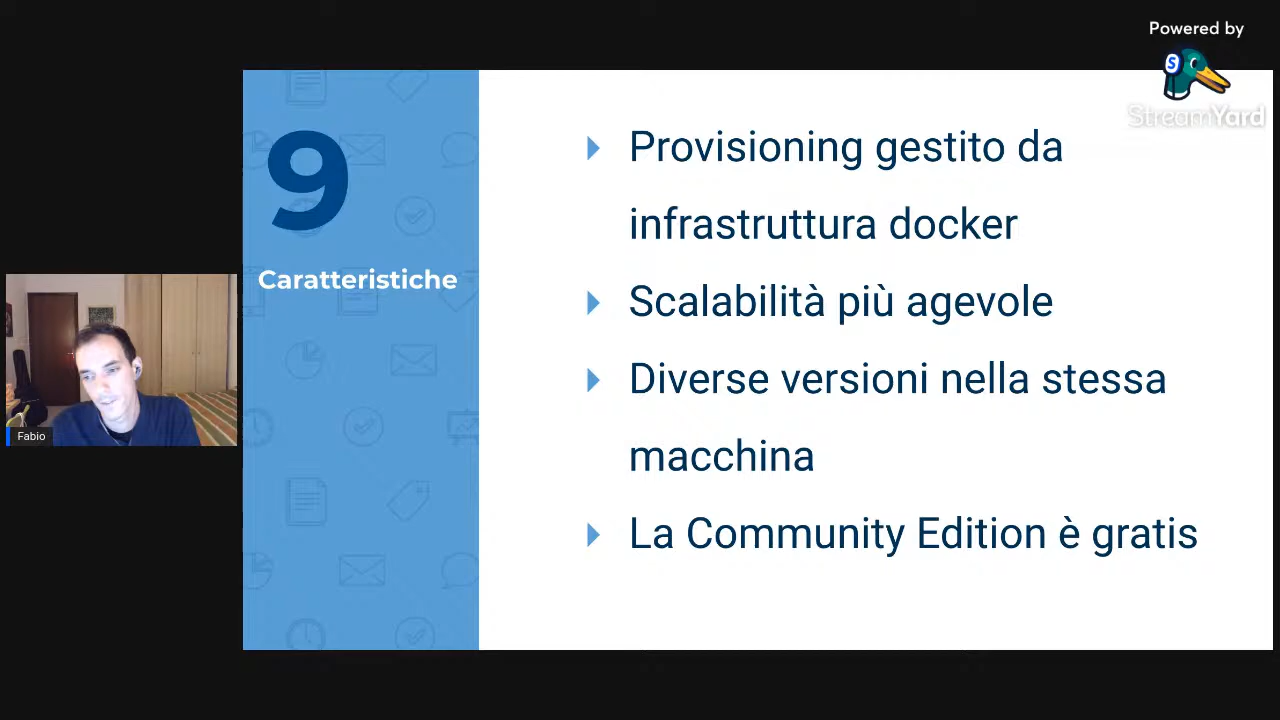 Powered by
StreamYard
9
Caratteristiche
Provisioning gestito da
infrastruttura docker
Scalabilità più agevole
Diverse versioni nella stessa
macchina
La Community Edition è gratis
Fabio